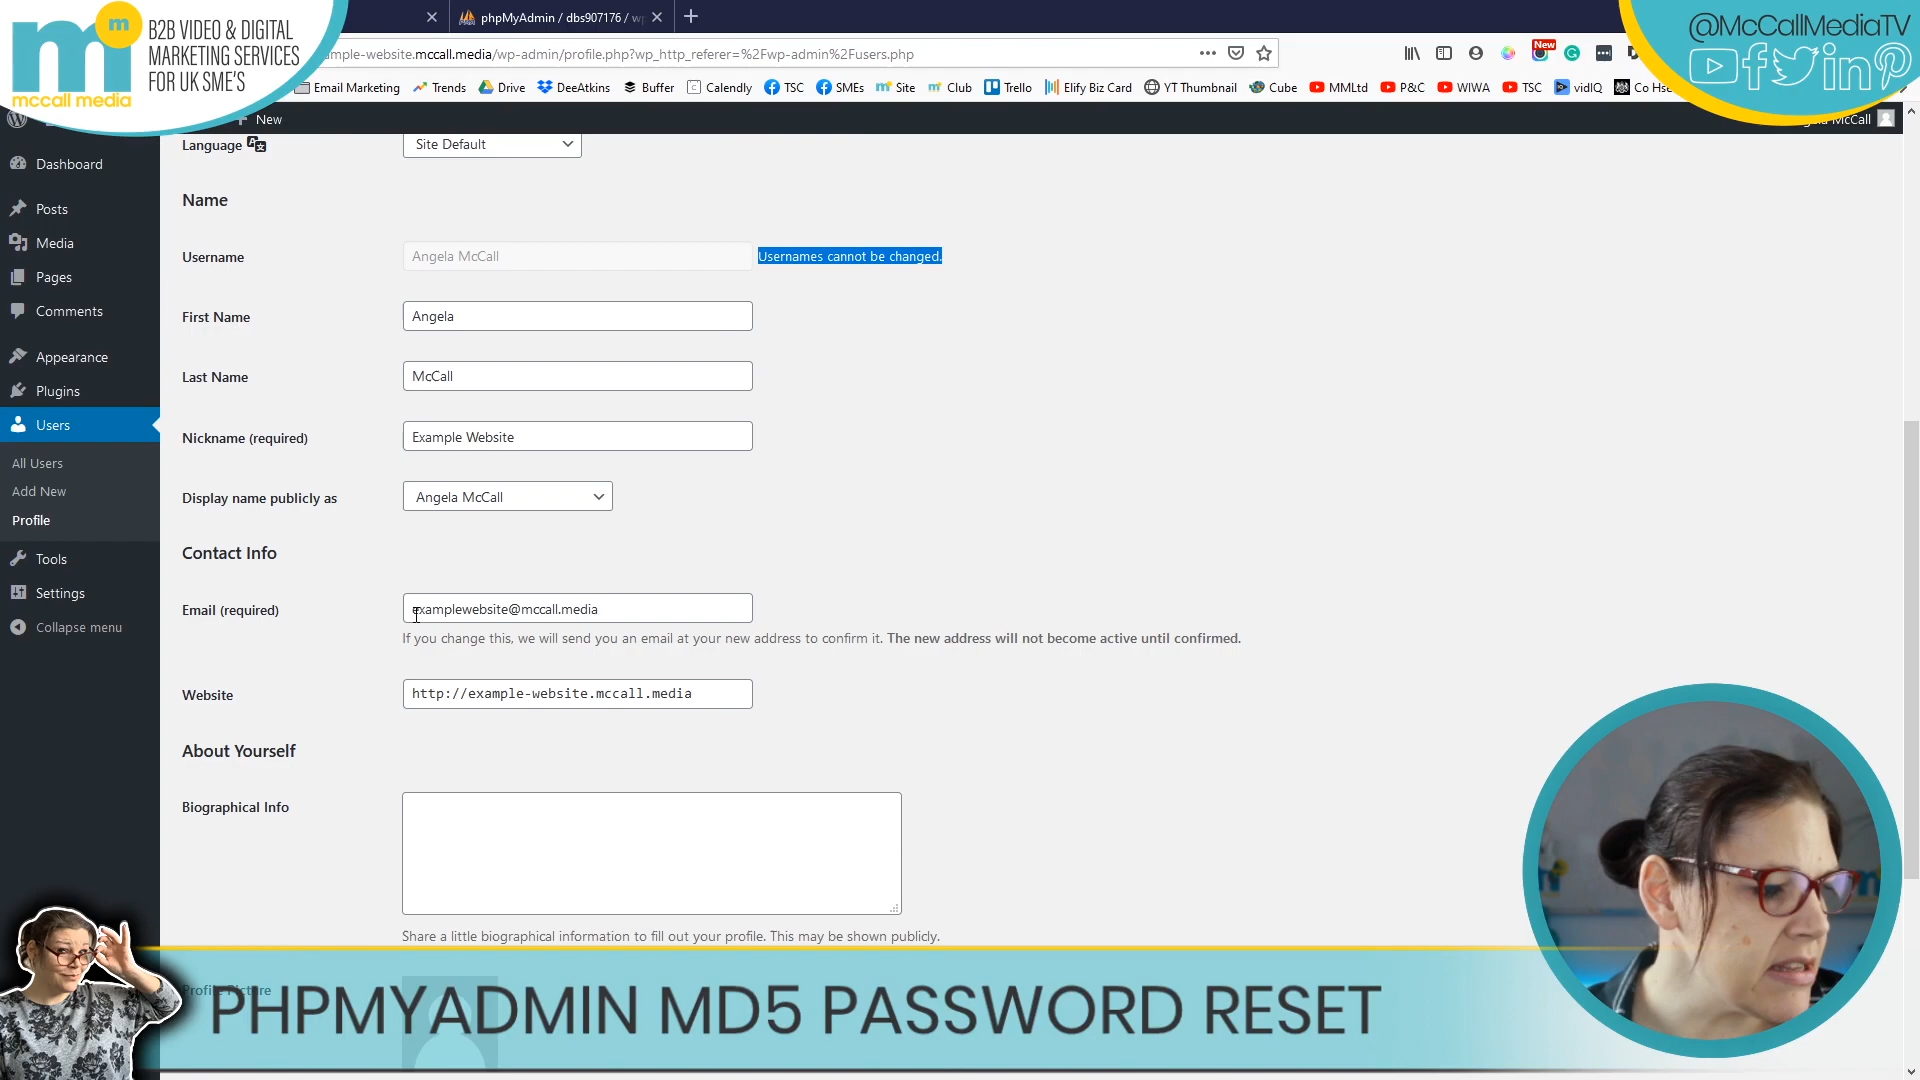 B2B VIDEO & DIGITAL
MARKETING SERVICES
FOR UK SME'S
m
m
mccall media
phpMyAdmin / dbs907176 /
@McCallMediaTV
mple-website.mccall.media/wp-admin/profile.php?wp_http_referer=%2Fwp-admin%2Fusers.php
New
Email Marketing
Trends
Drive
DeeAtkins
Buffer
Calendly
TSC
SMEs
Site
Club
Trello
Elify Biz Card
YT Thumbnail
Cube
MMLtd
P&C
WIWA
TSC
vidIQ
New
McCall
Dashboard
Posts
Media
Pages
Comments
Appearance
Plugins
Users
All Users
Add New
Profile
Tools
Settings
Collapse menu
Language
Site Default
Name
Username
Angela McCall
Usernames cannot be changed.
First Name
Angela
Last Name
McCall
Nickname (required)
Example Website
Display name publicly as
Angela McCall
Contact Info
Email (required)
examplewebsite@mccall.media
If you change this, we will send you an email at your new address to confirm it. The new address will not become active until confirmed.
Website
http://example-website.mccall.media
About Yourself
Biographical Info
Share a little biographical information to fill out your profile. This may be shown publicly.
Profile Picture
PHPMYADMIN MD5 PASSWORD RESET